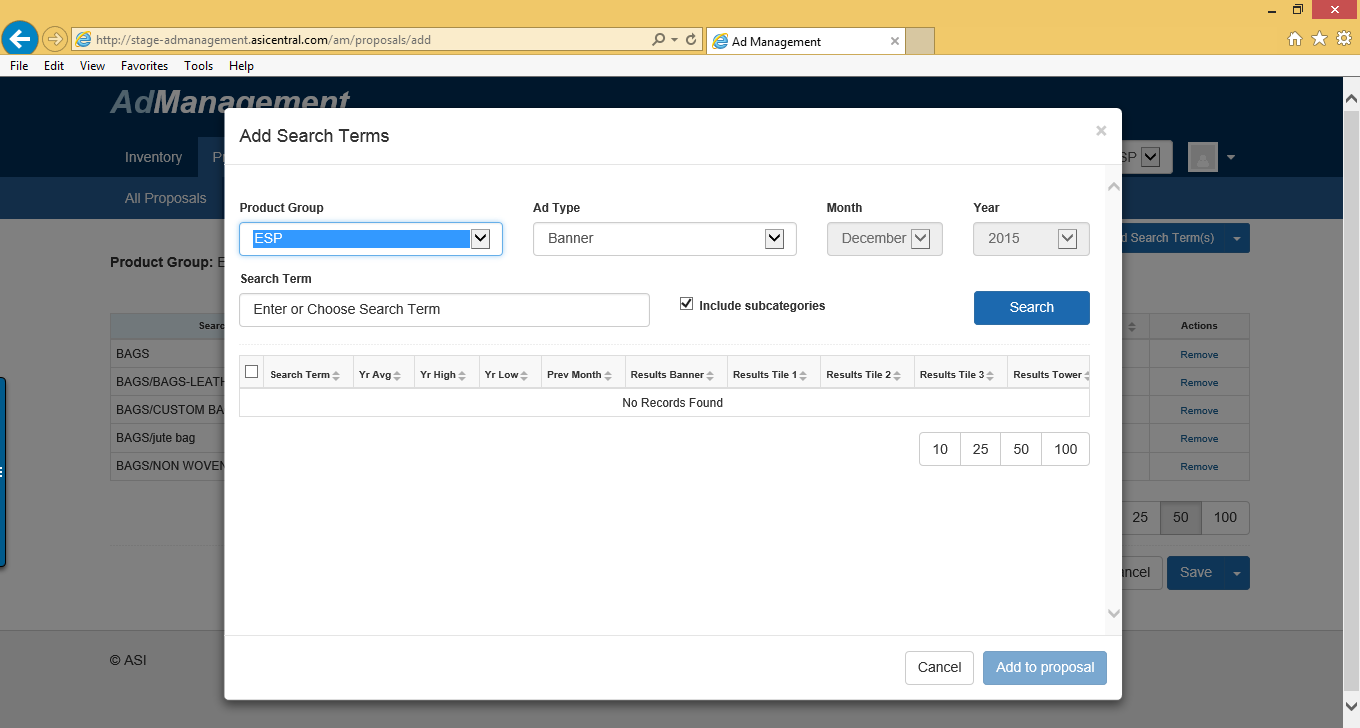 http://stage-admanagement.asicentral.com/am/proposals/add
Ad Management
File Edit View Favorites Tools Help
AdManagement
Add Search Terms
Inventory
All Proposals
Product Group Ad Type Month Year
ESP Banner December 2015
Search Term(s)
Product Group:
Search Term
Enter or Choose Search Term
Include subcategories
Search
Actions
Search Term Yr Avg Yr High Yr Low Prev Month Results Banner Results Tile 1 Results Tile 2 Results Tile 3 Results Tower
No Records Found
BAGS Remove
BAGS/BAGS-LEATH Remove
BAGS/CUSTOM BA Remove
BAGS/jute bag Remove
BAGS/NON WOVEN Remove
10 25 50 100
25 50 100
Save
© ASI
Cancel Add to proposal